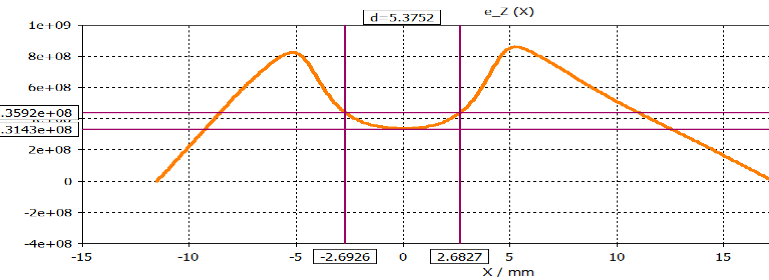 e_Z (X)
d=5.3752
1e+09
8e+08
6e+08
.3592e+08
.3143e+08
2e+08
0
-2e+08
-4e+08
-15 -10 -5 -2.6926 0 2.6827 5 10 15
X / mm